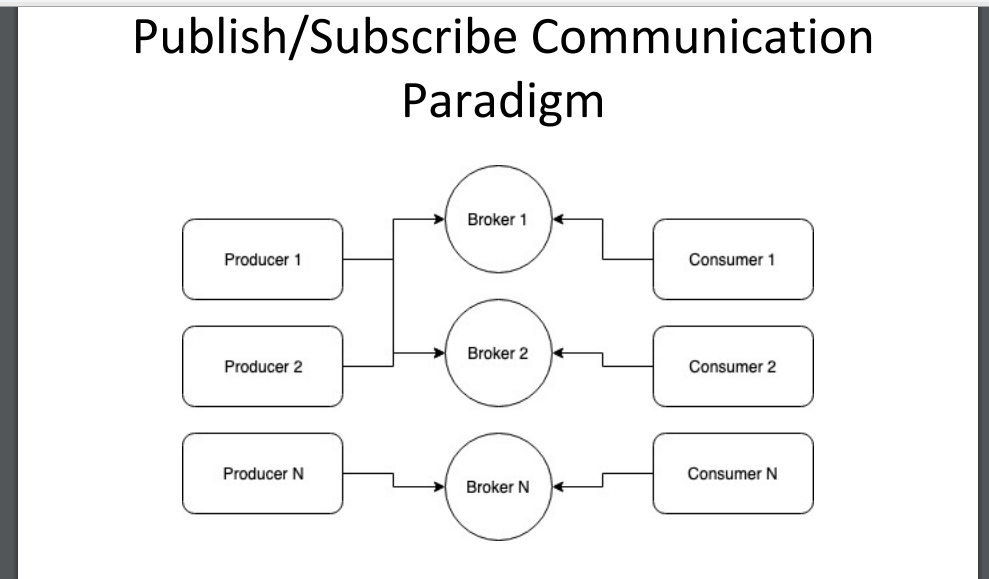 Publish/Subscribe Communication
Paradigm
Broker 1
Producer 1
Consumer 1
Broker 2
Producer 2
Consumer 2
Producer N
Broker N
Consumer N